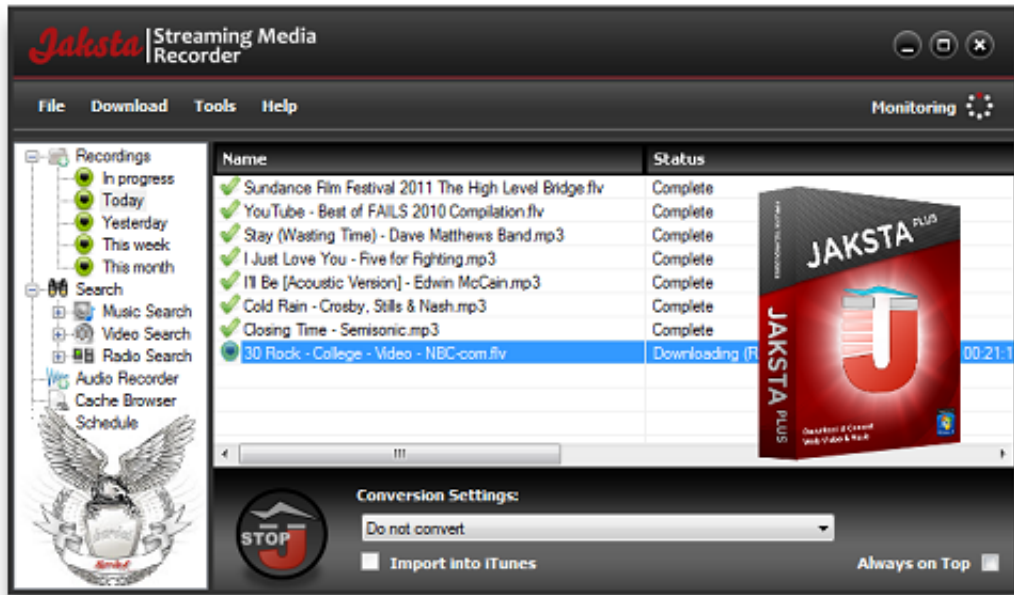 Jaksta
Streaming Media
Recorder
File Download Tools Help
Monitoring
Recordings
In progress
Today
Yesterday
This week
This month
Search
Music Search
Video Search
Radio Search
Audio Recorder
Cache Browser
Schedule
Name Status
Sundance Film Festival 2011 The High Level Bridge.flv Complete
YouTube - Best of FAILS 2010 Compilation.flv Complete
Stay (Wasting Time) - Dave Matthews Band.mp3 Complete
I Just Love You - Five for Fighting.mp3 Complete
I'll Be [Acoustic Version] - Edwin McCain.mp3 Complete
Cold Rain - Crosby, Stills & Nash.mp3 Complete
Closing Time - Semisonic.mp3 Complete
30 Rock - College - Video - NBC-com.flv Downloading (R 00:21:1
JAKSTA PLUS
JAKSTA PLUS
Download & Convert
Web Video & Music
STOP
Conversion Settings:
Do not convert
Import into iTunes
Always on Top